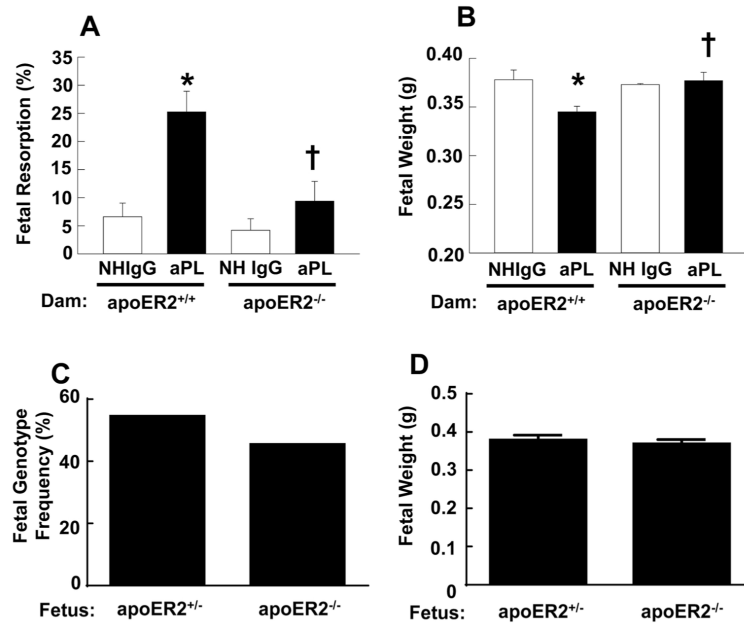 A
Fetal Resorption (%)
35
30
25
20
15
10
5
0
*
†
NHIgG aPL NH IgG aPL
Dam: apoER2+/+ apoER2-/-
B
Fetal Weight (g)
0.40
0.35
0.30
0.25
0.20
*
†
NHIgG aPL NH IgG aPL
Dam: apoER2+/+ apoER2-/-
C
Fetal Genotype
Frequency (%)
60
40
20
0
Fetus: apoER2+/- apoER2-/-
D
Fetal Weight (g)
0.5
0.4
0.3
0.2
0.1
0
Fetus: apoER2+/- apoER2-/-